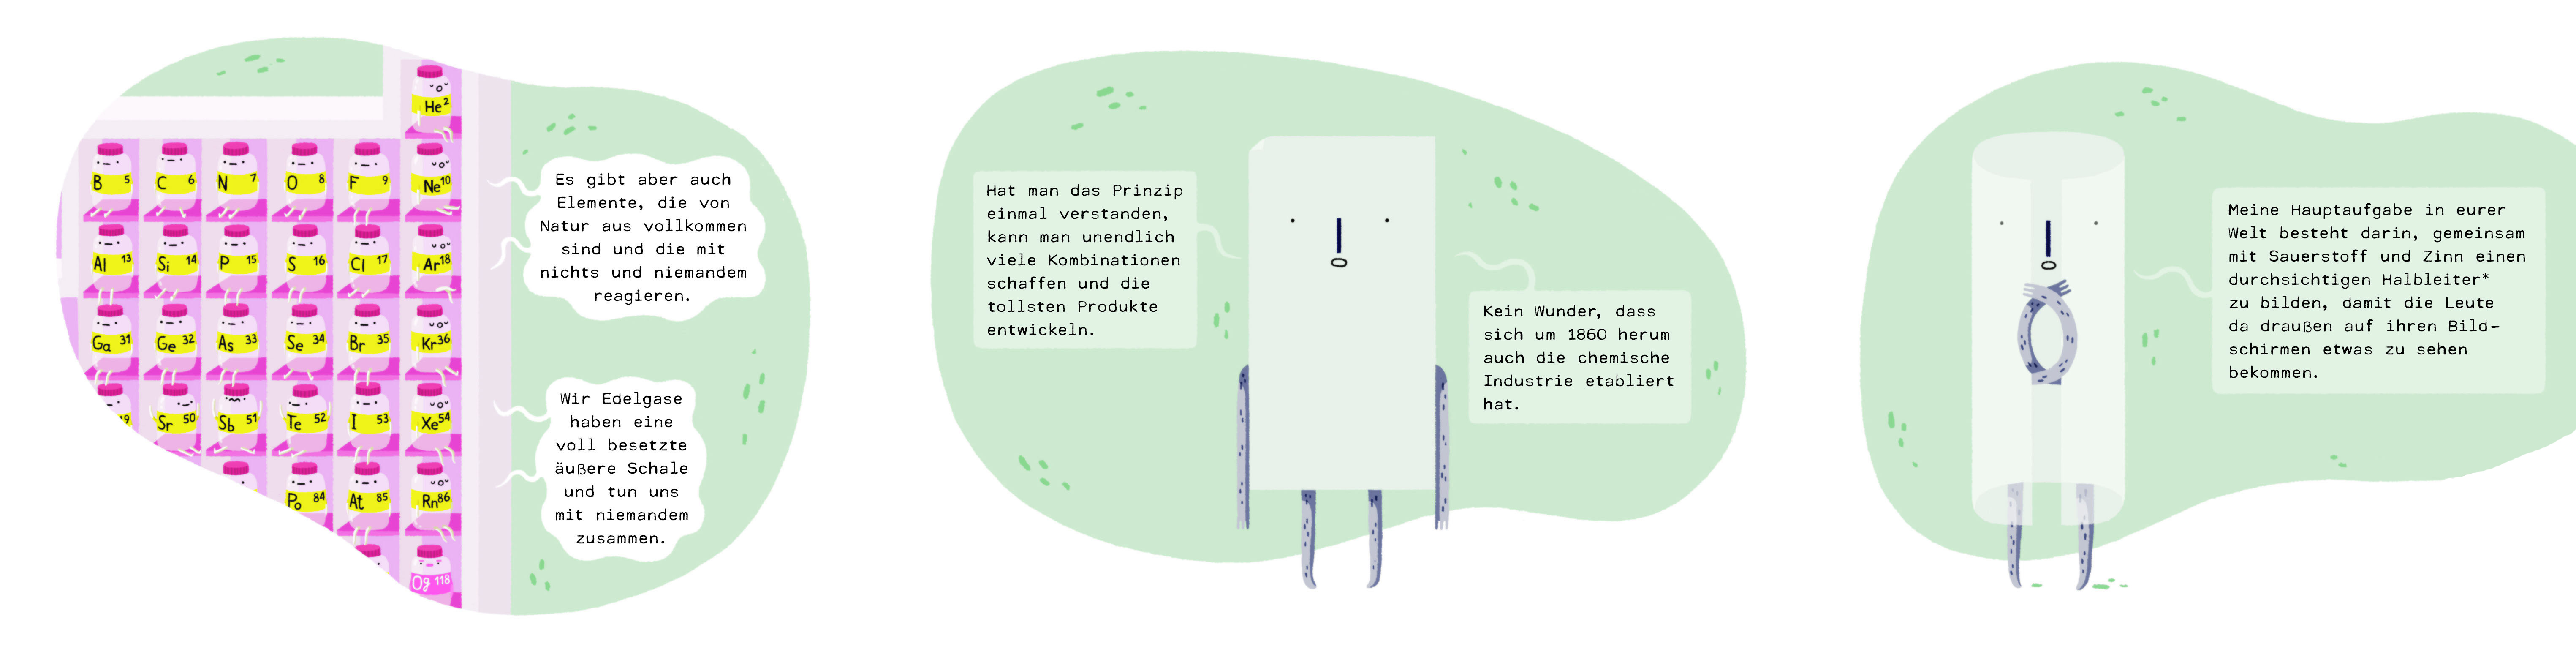 He 2
B 5 C 6 N 7 O 8 F 9 Ne 10
Al 13 Si 14 P 15 S 16 Cl 17 Ar 18
Ga 31 Ge 32 As 33 Se 34 Br 35 Kr 36
Sr 50 Sb 51 Te 52 I 53 Xe 54
Po 84 At 85 Rn 86
Og 118
Es gibt aber auch
Elemente, die von
Natur aus vollkommen
sind und die mit
nichts und niemandem
reagieren.
Wir Edelgase
haben eine
voll besetzte
äußere Schale
und tun uns
mit niemandem
zusammen.
Hat man das Prinzip
einmal verstanden,
kann man unendlich
viele Kombinationen
schaffen und die
tollsten Produkte
entwickeln.
Kein Wunder, dass
sich um 1860 herum
auch die chemische
Industrie etabliert
hat.
Meine Hauptaufgabe in eurer
Welt besteht darin, gemeinsam
mit Sauerstoff und Zinn einen
durchsichtigen Halbleiter*
zu bilden, damit die Leute
da draußen auf ihren Bild-
schirmen etwas zu sehen
bekommen.